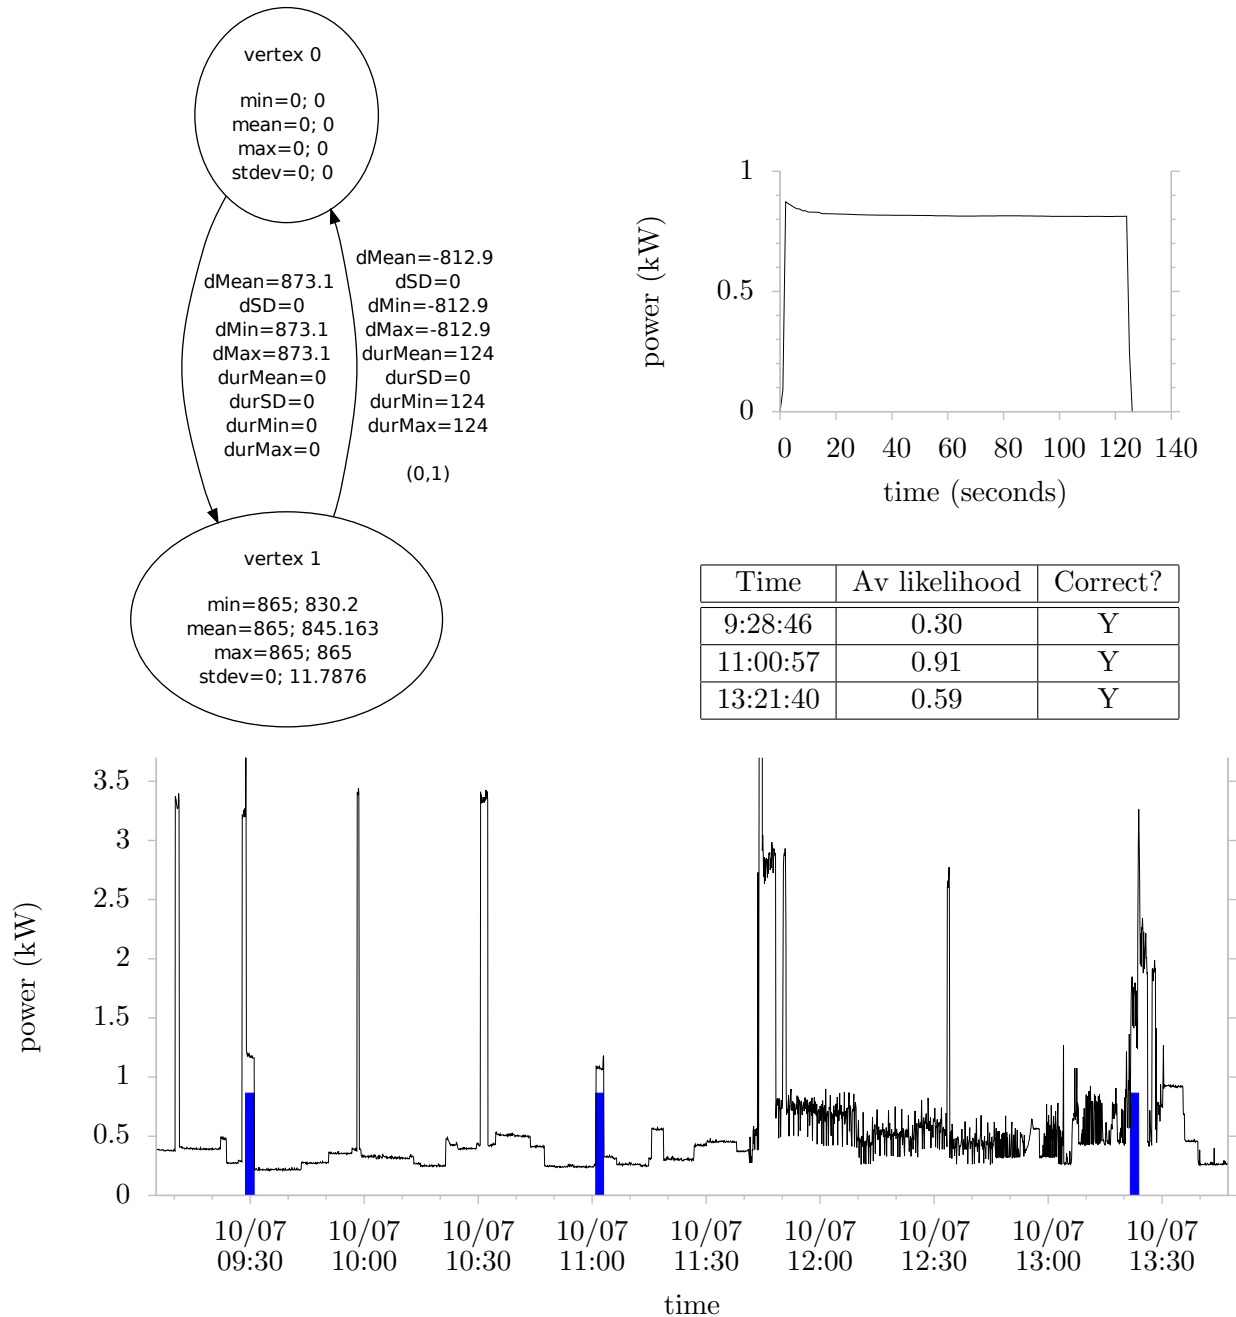 vertex 0
min=0; 0
mean=0; 0
max=0; 0
stdev=0; 0
dMean=873.1
dSD=0
dMin=873.1
dMax=873.1
durMean=0
durSD=0
durMin=0
durMax=0
dMean=-812.9
dSD=0
dMin=-812.9
dMax=-812.9
durMean=124
durSD=0
durMin=124
durMax=124
(0,1)
vertex 1
min=865; 830.2
mean=865; 845.163
max=865; 865
stdev=0; 11.7876
power (kW)
1
0.5
0
0 20 40 60 80 100 120 140
time (seconds)
Time Av likelihood Correct?
9:28:46 0.30 Y
11:00:57 0.91 Y
13:21:40 0.59 Y
power (kW)
3.5
3
2.5
2
1.5
1
0.5
0
10/07 10/07 10/07 10/07 10/07 10/07 10/07 10/07 10/07
09:30 10:00 10:30 11:00 11:30 12:00 12:30 13:00 13:30
time